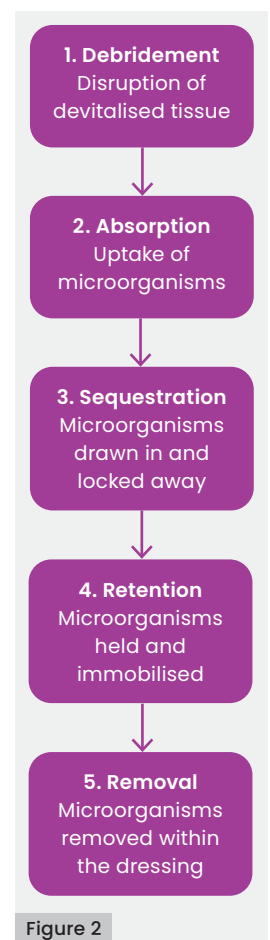 1. Debridement
Disruption of
devitalised tissue
2. Absorption
Uptake of
microorganisms
3. Sequestration
Microorganisms
drawn in and
locked away
4. Retention
Microorganisms
held and
immobilised
5. Removal
Microorganisms
removed within
the dressing
Figure 2